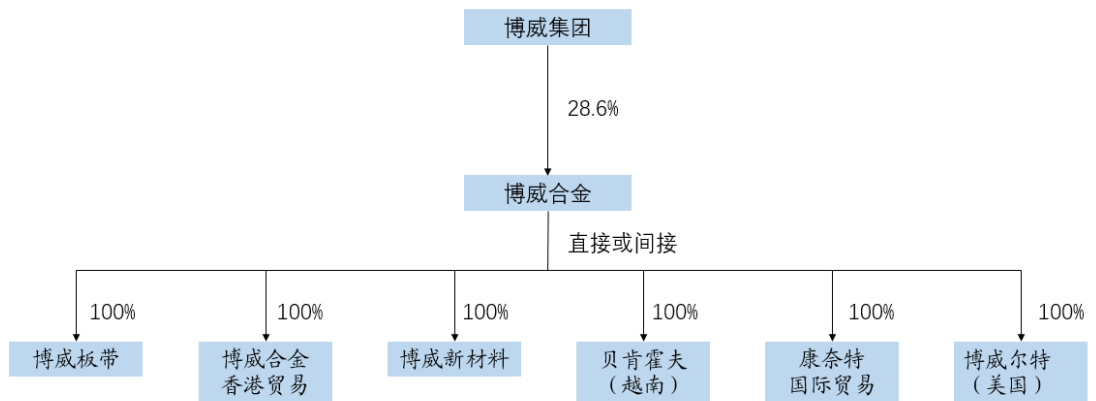 博威集团
28.6%
博威合金
直接或间接
100%
100%
100%
100%
100%
100%
博威板带
博威合金
香港贸易
博威新材料
贝肯霍夫
（越南）
康奈特
国际贸易
博威尔特
（美国）